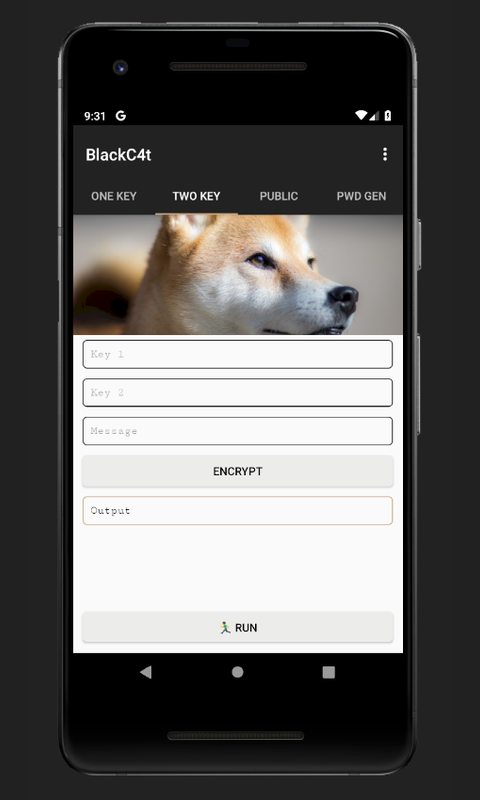 9:31 G
BlackC4t
ONE KEY TWO KEY PUBLIC PWD GEN
Key 1
Key 2
Message
ENCRYPT
Output
RUN